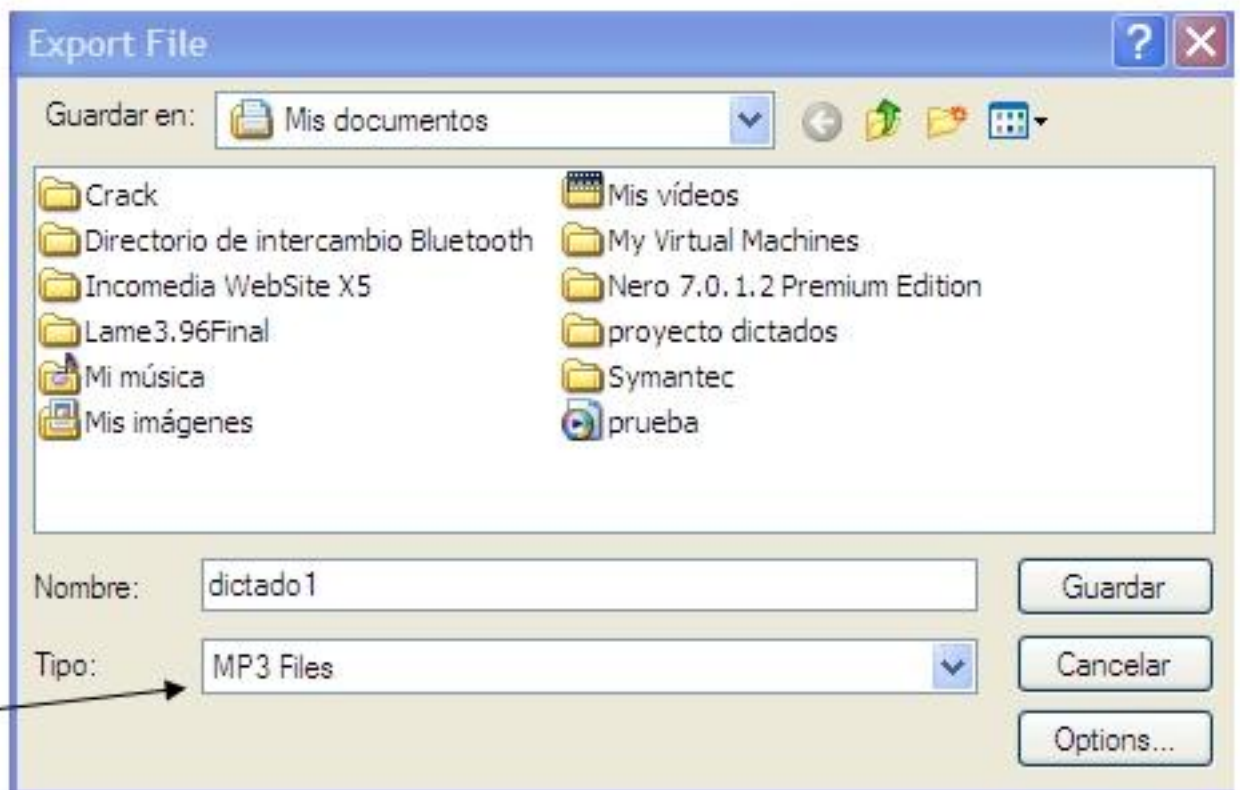 Export File
Guardar en: Mis documentos
Crack
Directorio de intercambio Bluetooth
Incomedia WebSite X5
Lame3.96Final
Mi música
Mis imágenes
Mis vídeos
My Virtual Machines
Nero 7.0.1.2 Premium Edition
proyecto dictados
Symantec
prueba
Nombre: dictado1 Guardar
Tipo: MP3 Files Cancelar
Options...